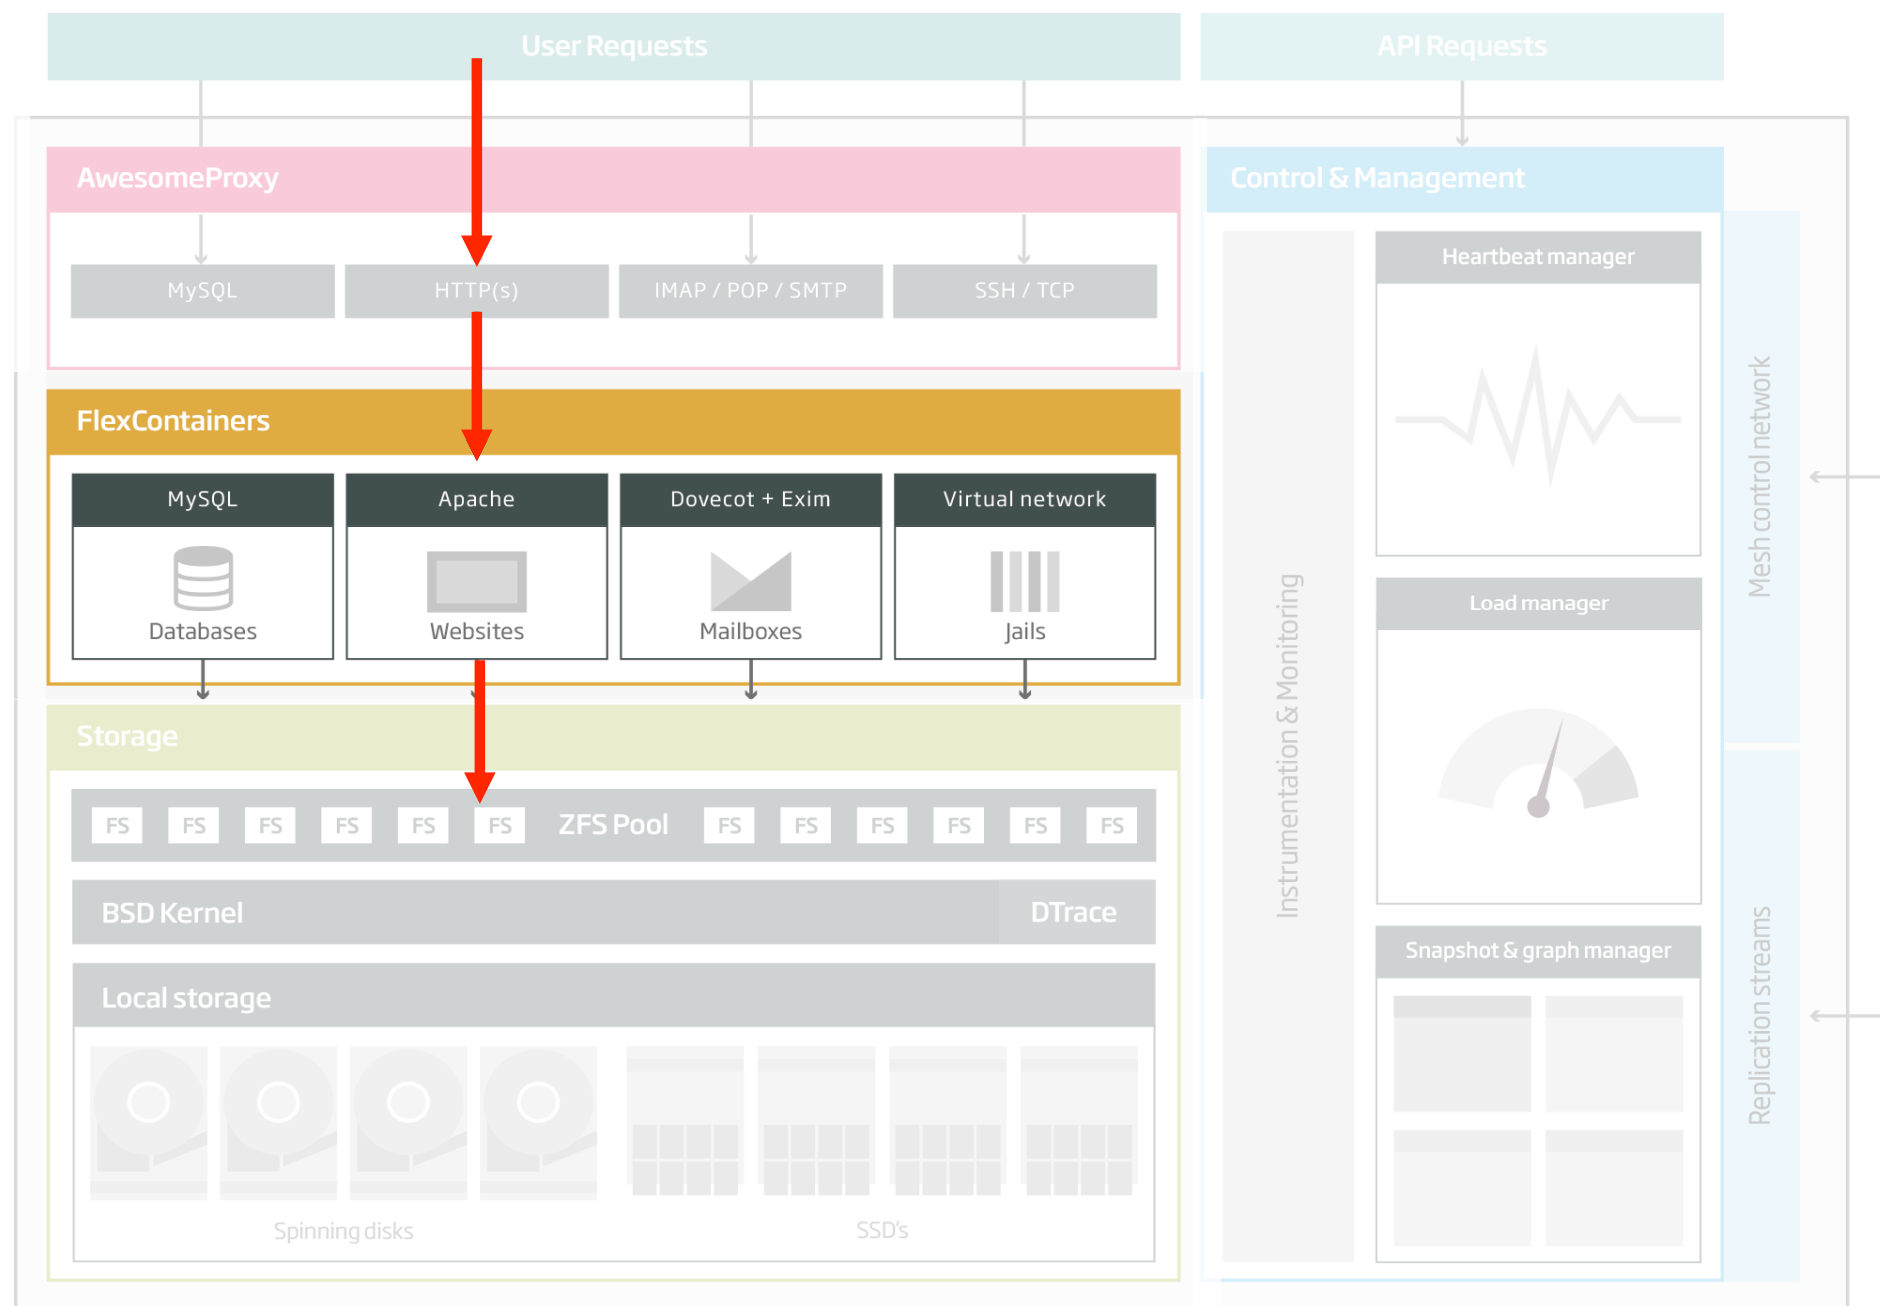 User Requests
API Requests
AwesomeProxy
MySQL
HTTP(s)
IMAP / POP / SMTP
SSH / TCP
FlexContainers
MySQL
Apache
Dovecot + Exim
Virtual network
Databases
Websites
Mailboxes
Jails
Storage
FS
FS
FS
FS
FS
FS
ZFS Pool
FS
FS
FS
FS
FS
FS
BSD Kernel
DTrace
Local storage
Spinning disks
SSD's
Control & Management
Instrumentation & Monitoring
Heartbeat manager
Load manager
Snapshot & graph manager
Mesh control network
Replication streams